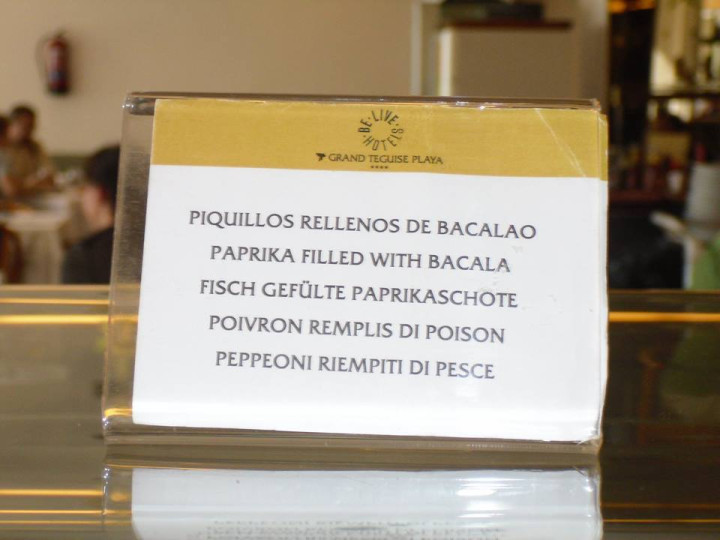 BE·LIVE·HOTELS
GRAND TEGUISE PLAYA
PIQUILLOS RELLENOS DE BACALAO
PAPRIKA FILLED WITH BACALA
FISCH GEFÜLTE PAPRIKASCHOTE
POIVRON REMPLIS DI POISON
PEPPEONI RIEMPITI DI PESCE